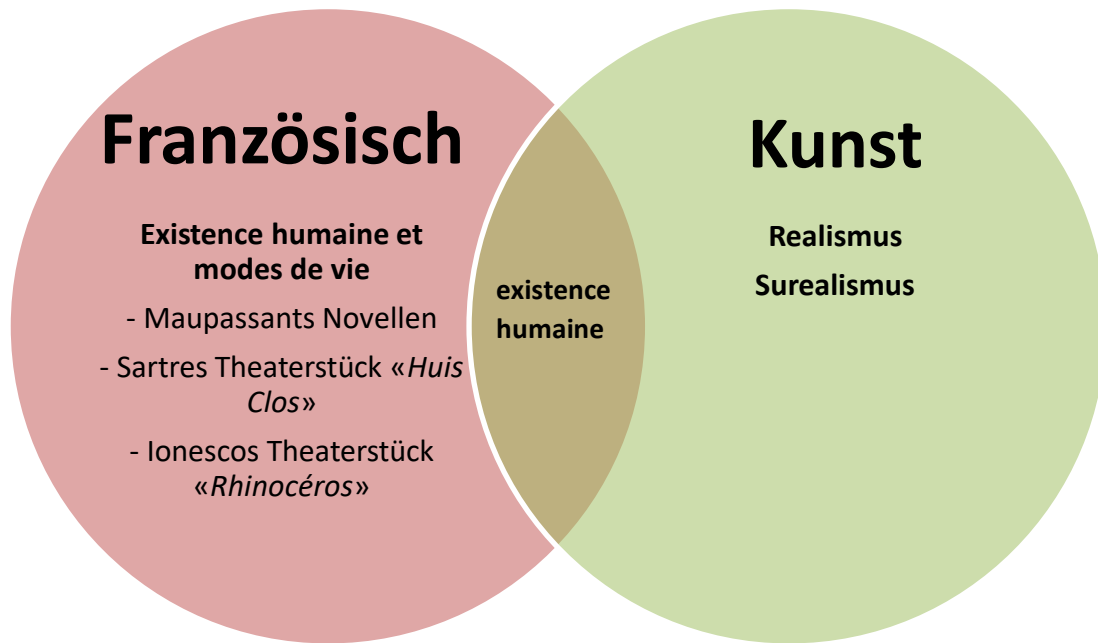 Französisch
Existence humaine et
modes de vie
- Maupassants Novellen
- Sartres Theaterstück «Huis
Clos»
- Ionescos Theaterstück
«Rhinocéros»
existence
humaine
Kunst
Realismus
Surealismus